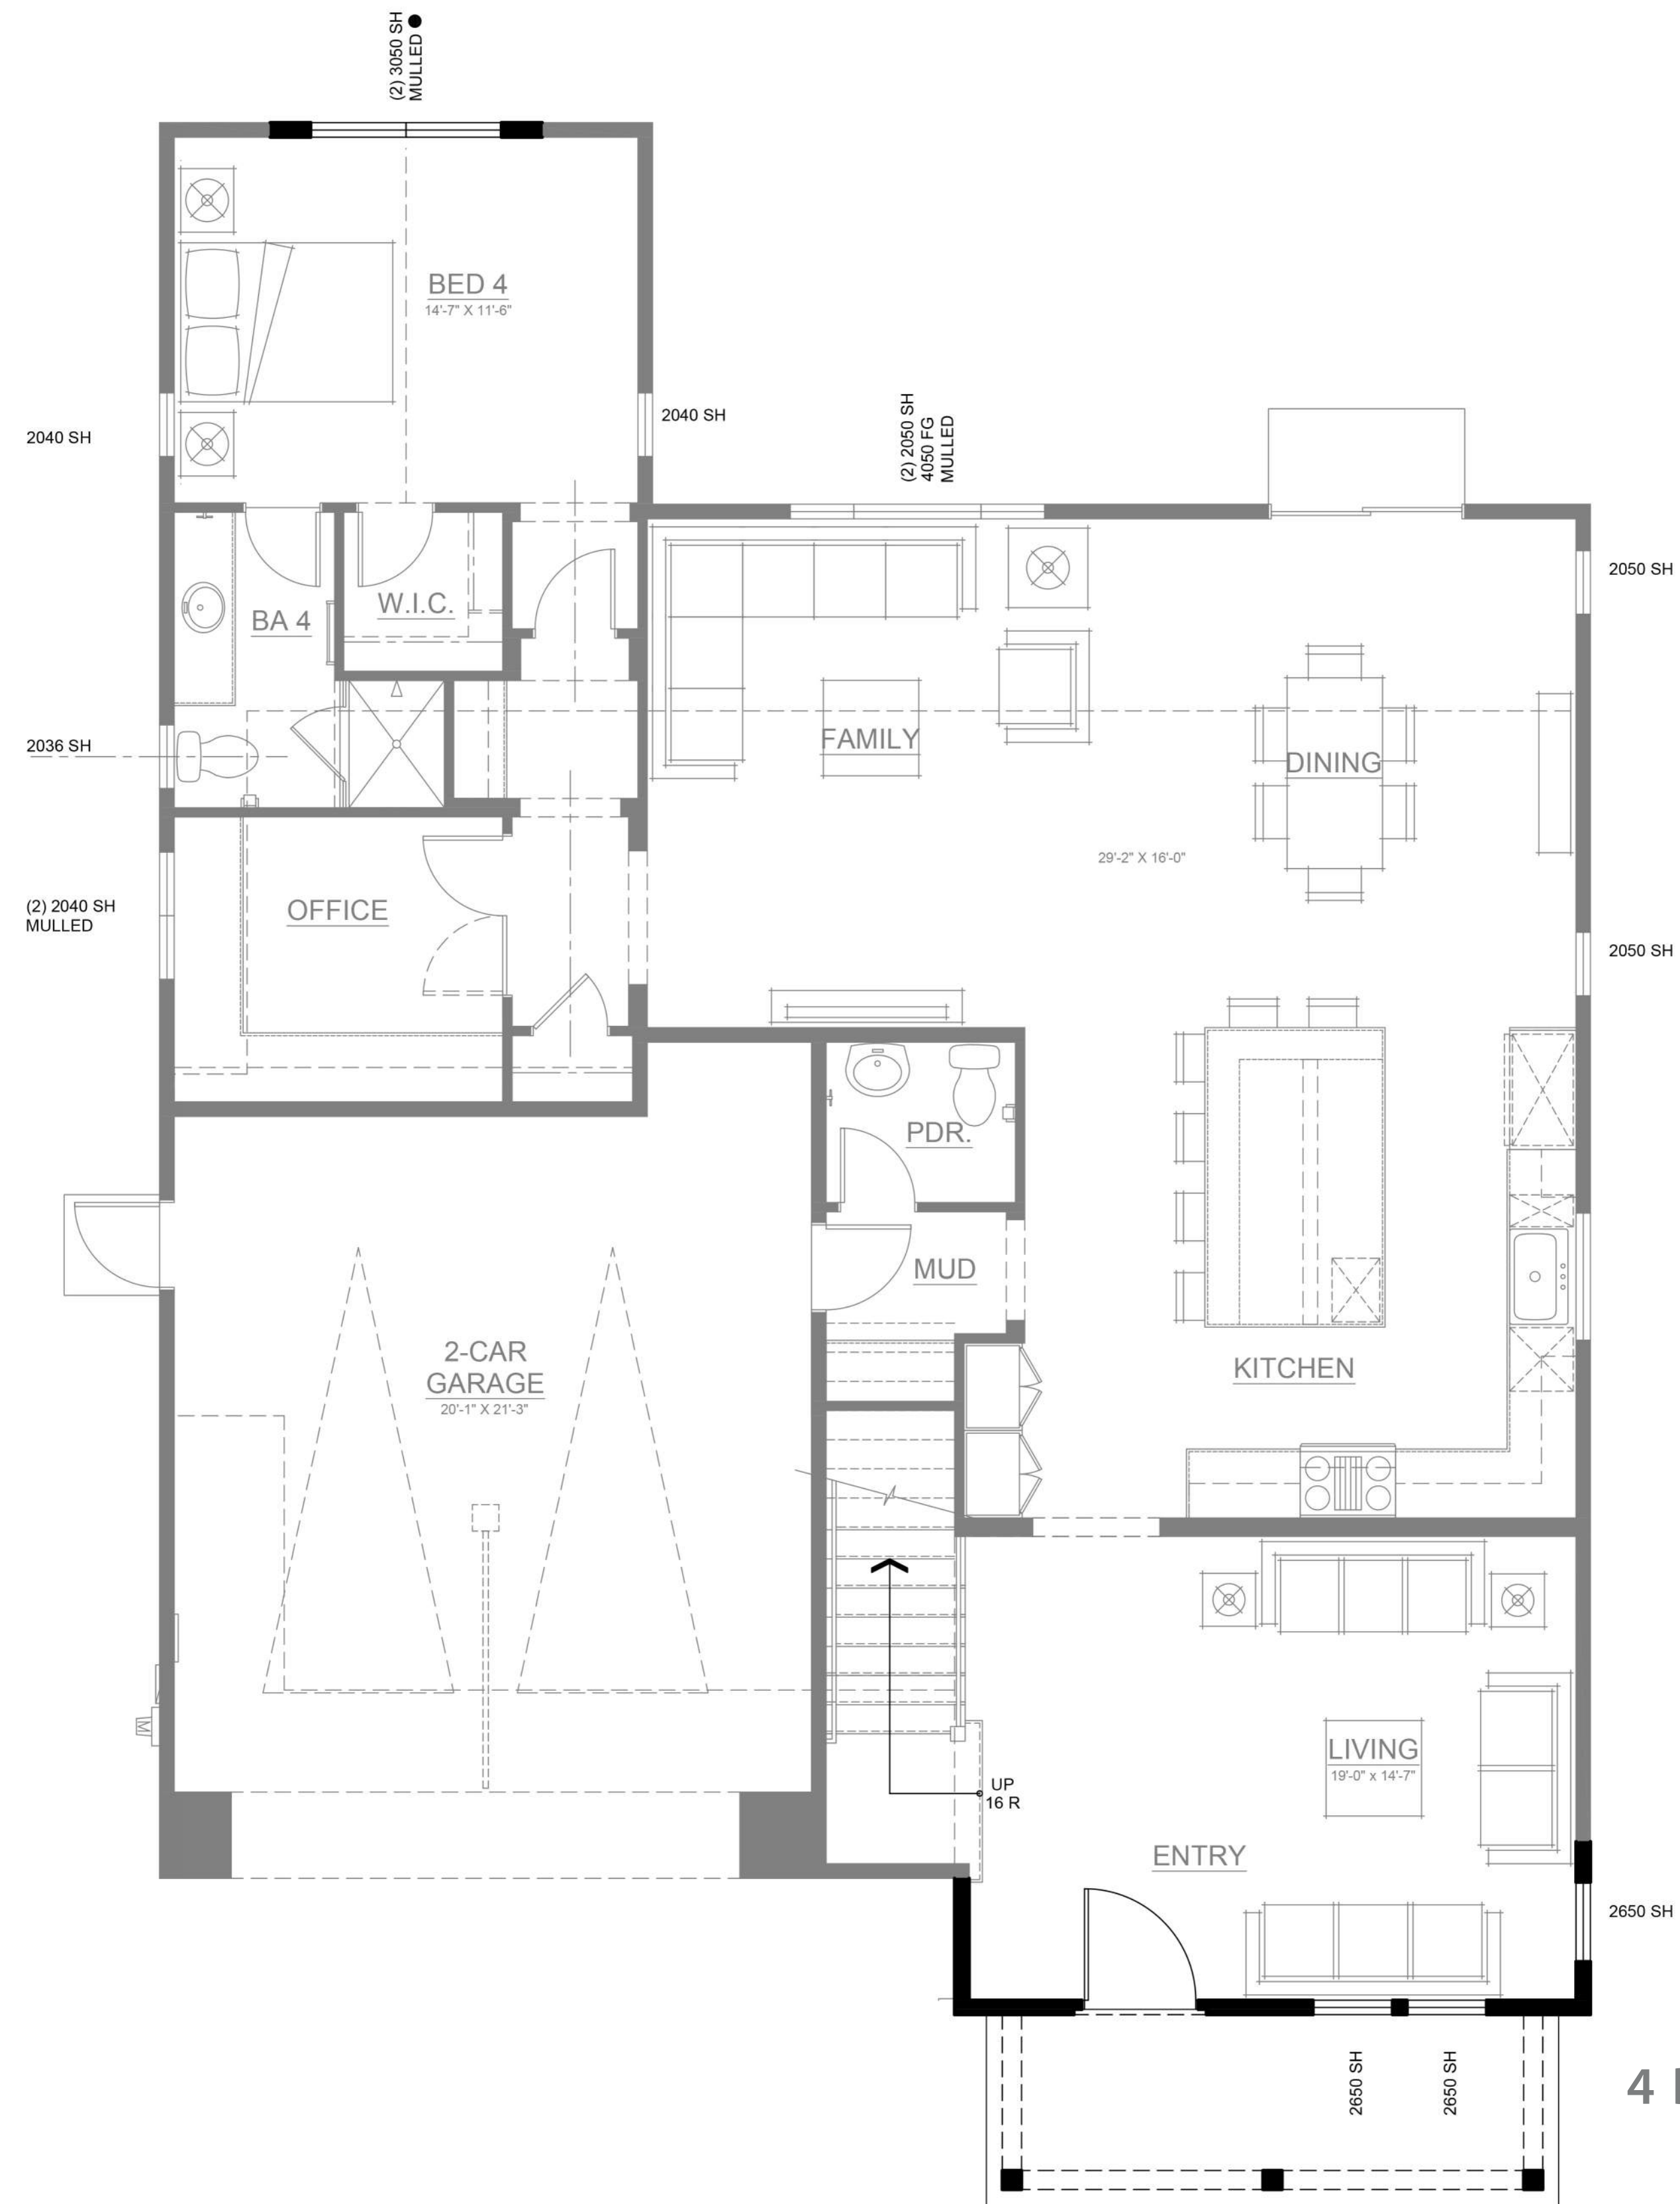 (2) 3050 SH
MULLED
BED 4
14'-7" X 11'-6"
2040 SH
2040 SH
(2) 2050 SH
4050 FG
MULLED
2050 SH
BA 4
W.I.C.
2036 SH
FAMILY
DINING
29'-2" X 16'-0"
(2) 2040 SH
MULLED
OFFICE
2050 SH
PDR.
MUD
2-CAR
GARAGE
20'-1" X 21'-3"
KITCHEN
M
LIVING
19'-0" x 14'-7"
UP
16 R
ENTRY
2650 SH
2650 SH
2650 SH
4